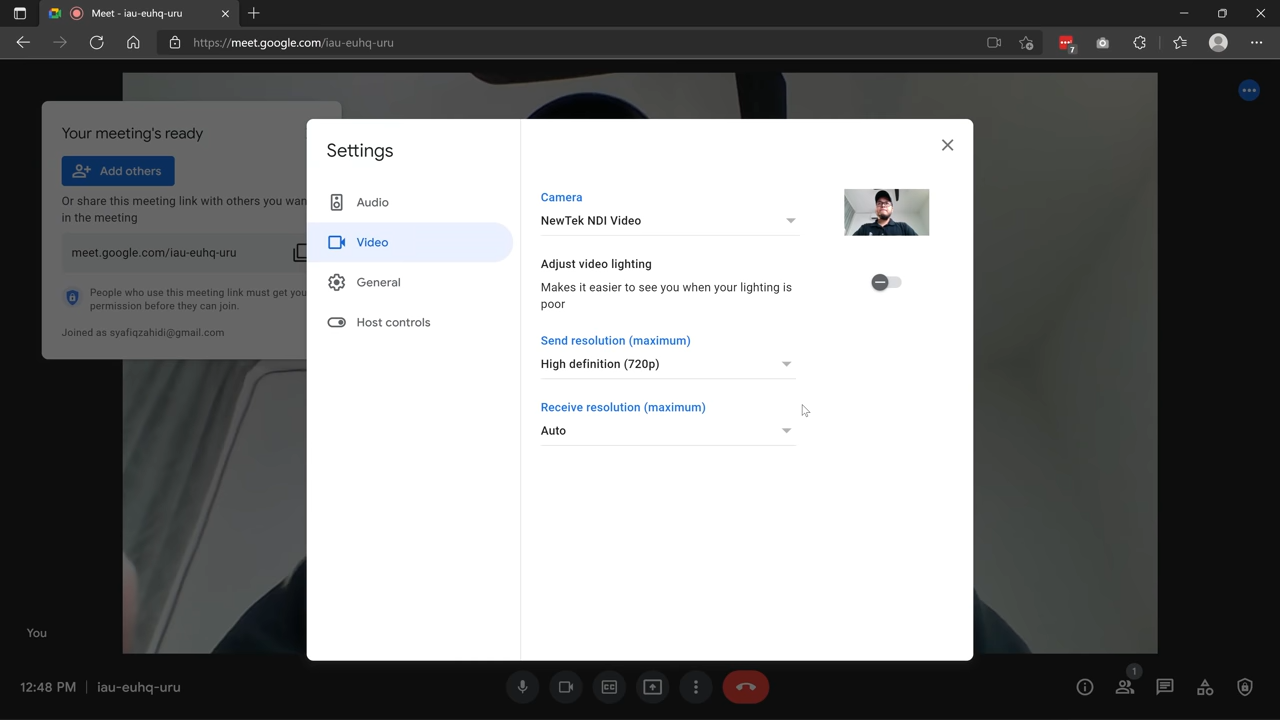 Meet - iau-euhq-uru
https://meet.google.com/iau-euhq-uru
7
Your meeting's ready
Add others
Or share this meeting link with others you wan
in the meeting
meet.google.com/iau-euhq-uru
People who use this meeting link must get you
permission before they can join.
Joined as syafiqzahidi@gmail.com
Settings
Audio
Video
General
Host controls
Camera
NewTek NDI Video
Adjust video lighting
Makes it easier to see you when your lighting is
poor
Send resolution (maximum)
High definition (720p)
Receive resolution (maximum)
Auto
You
12:48 PM | iau-euhq-uru
CC
1